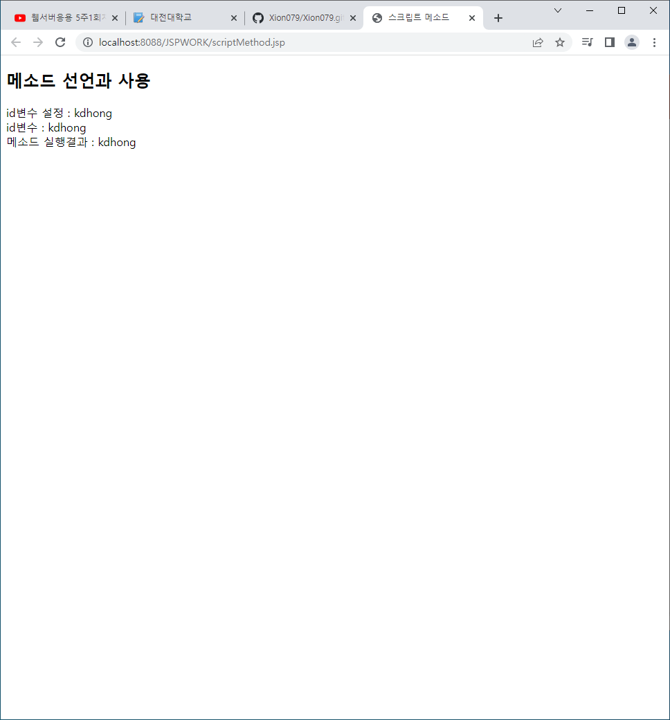 웹서버응용 5주1회차
대전대학교
Xion079/Xion079.gi
스크립트 메소드
localhost:8088/JSPWORK/scriptMethod.jsp
메소드 선언과 사용
id변수 설정 : kdhong
id변수 : kdhong
메소드 실행결과 : kdhong